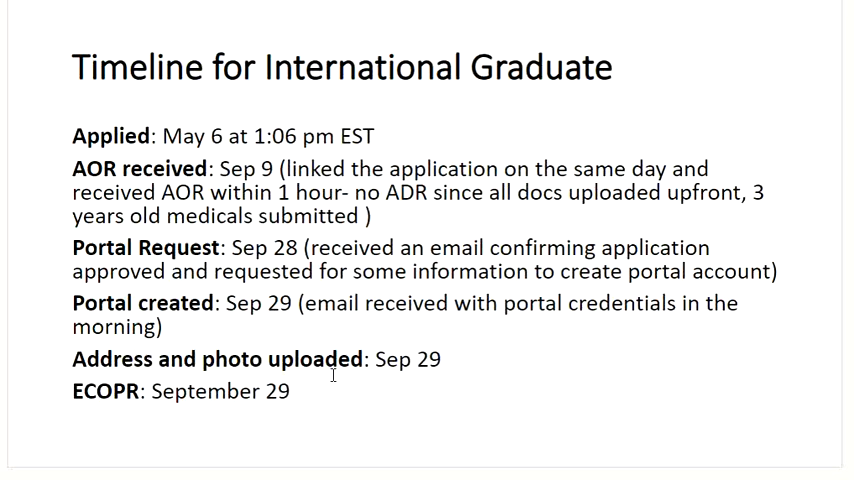 Timeline for International Graduate
Applied: May 6 at 1:06 pm EST
AOR received: Sep 9 (linked the application on the same day and
received AOR within 1 hour- no ADR since all docs uploaded upfront, 3
years old medicals submitted )
Portal Request: Sep 28 (received an email confirming application
approved and requested for some information to create portal account)
Portal created: Sep 29 (email received with portal credentials in the
morning)
Address and photo uploaded: Sep 29
ECOPR: September 29